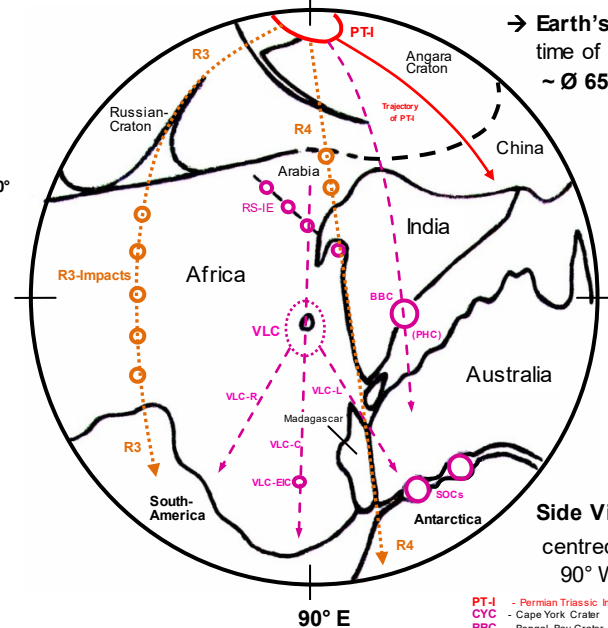 → Earth's
time of
~ Ø 65
PT-I
R3
Angara
Craton
Russian-
Craton
Trajectory
of PT-I
R4
China
Arabia
RS-IE
India
R3-Impacts
Africa
BBC
(PHC)
VLC
Australia
VLC-R
VLC-L
Madagascar
R3
VLC-C
VLC-EIC
SOCs
South-
America
Antarctica
Side Vi
centred
R4
90° W
90° E
PT-I - Permian Triassic In
CYC - Cape York Crater